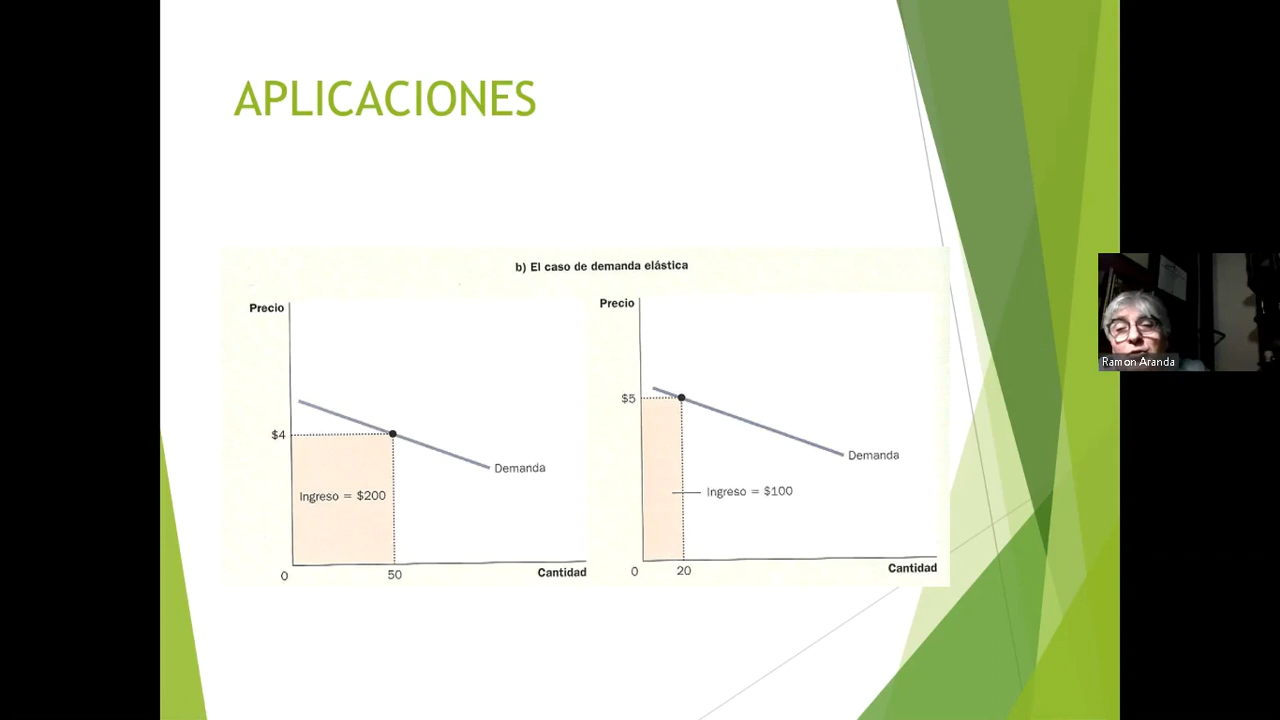 APLICACIONES
b) El caso de demanda elástica
Precio
$4
Demanda
Ingreso = $200
0
50
Cantidad
Precio
$5
Demanda
Ingreso = $100
0
20
Cantidad
Ramon Aranda